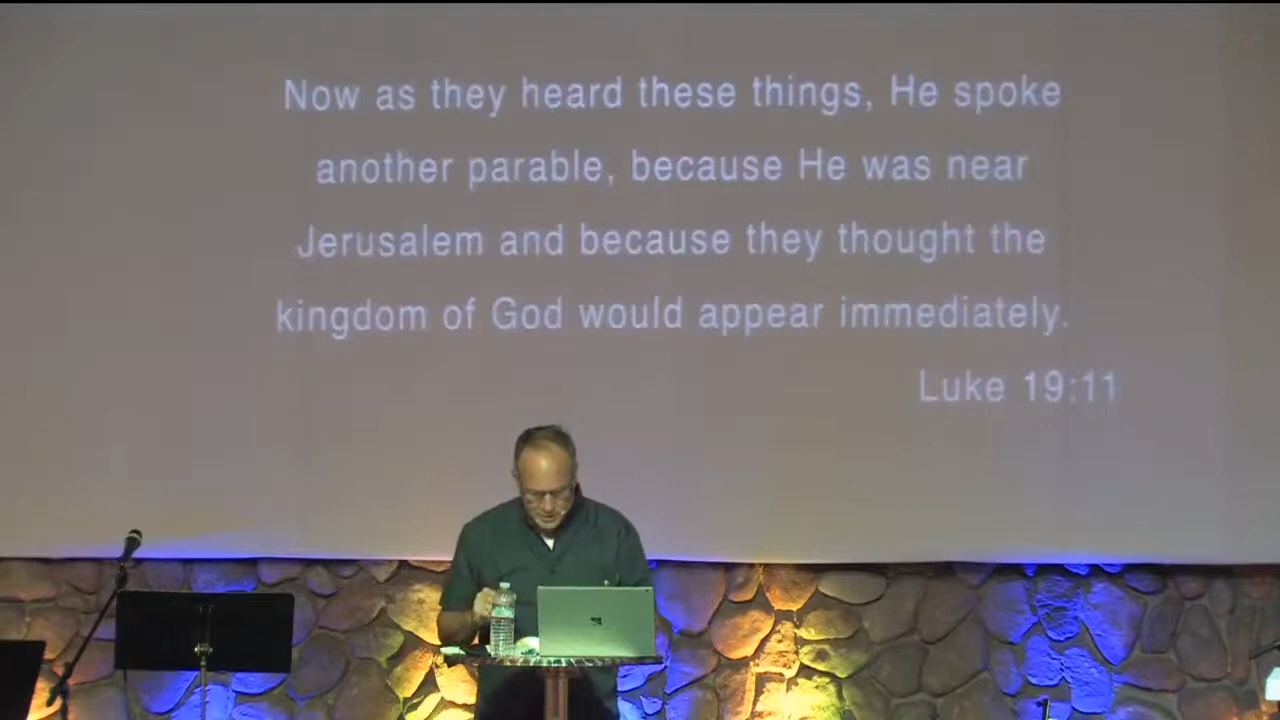 Now as they heard these things, He spoke
another parable, because He was near
Jerusalem and because they thought the
kingdom of God would appear immediately.
Luke 19:11